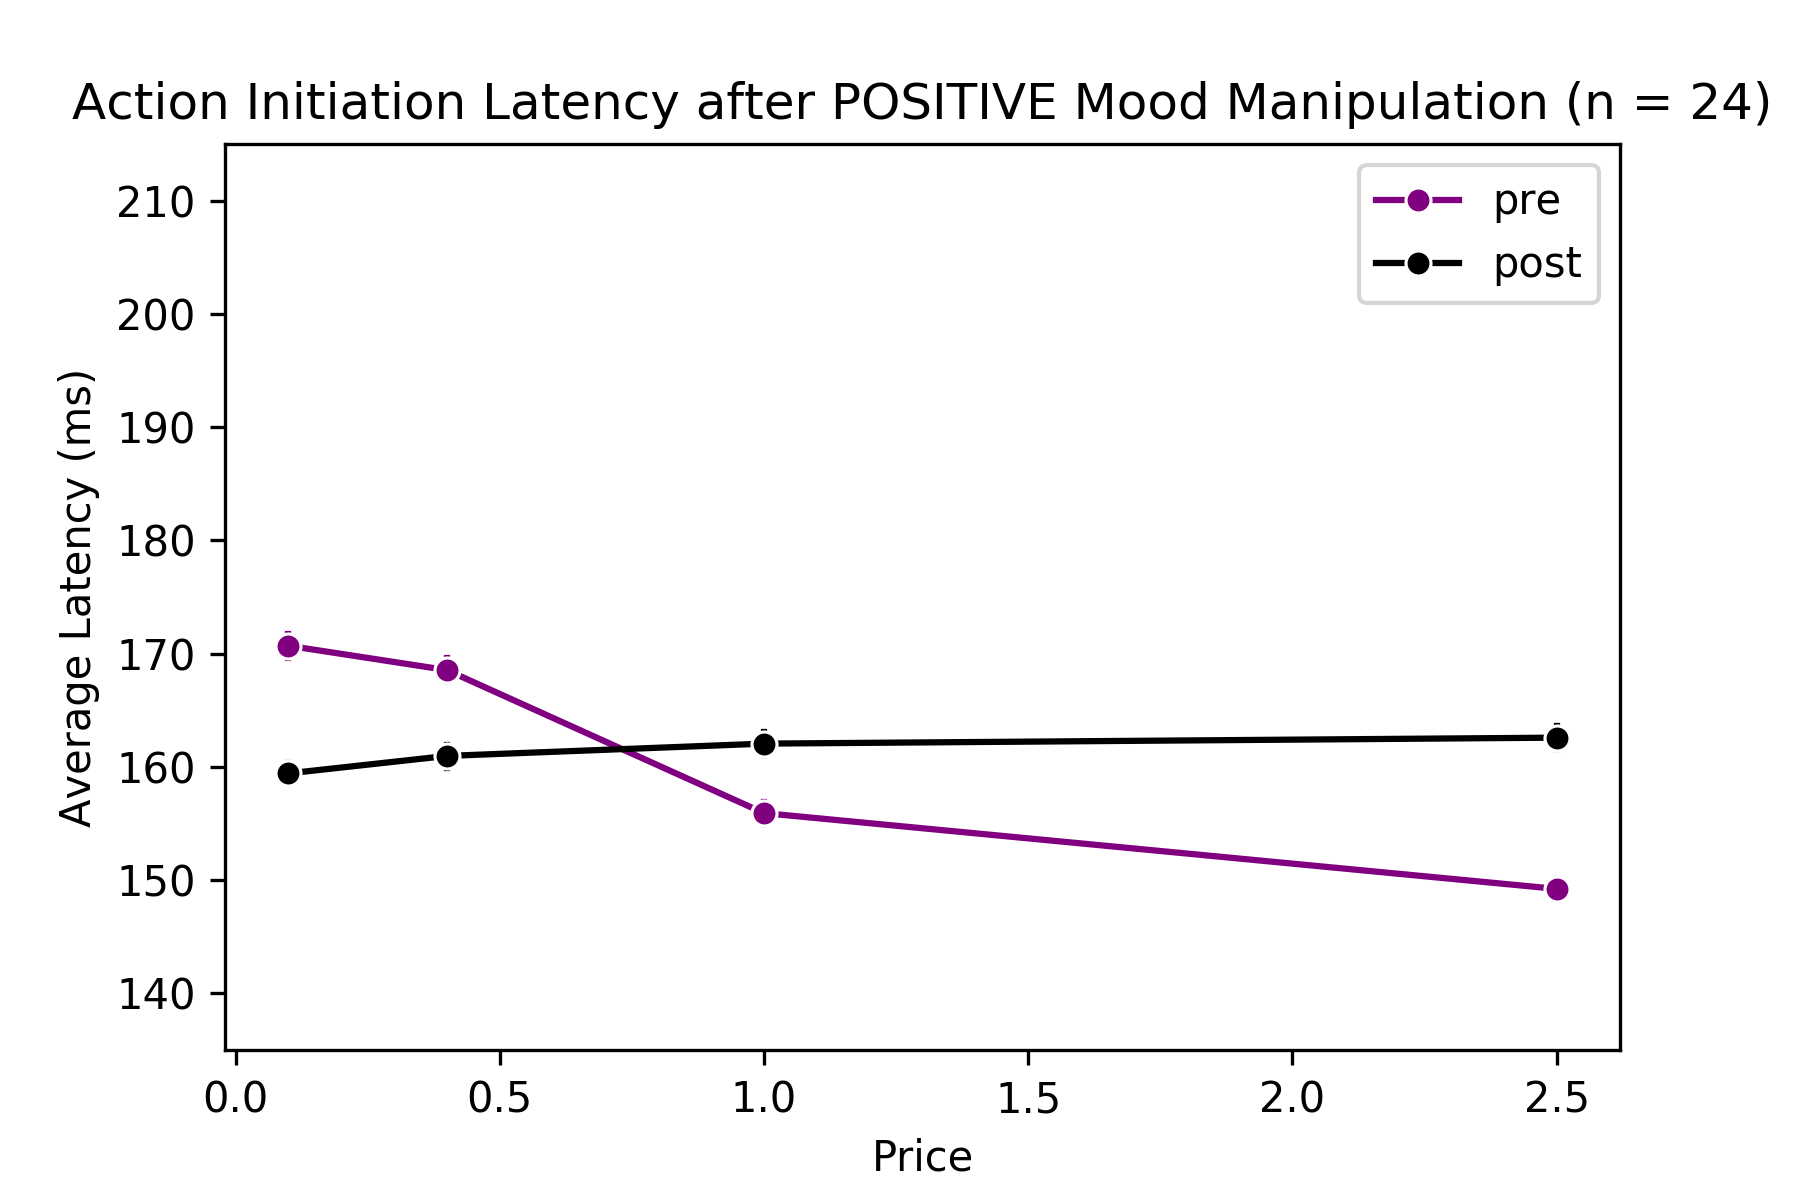 Action Initiation Latency after POSITIVE Mood Manipulation (n = 24)
pre
post
Average Latency (ms)
210
200
190
180
170
160
150
140
0.0 0.5 1.0 1.5 2.0 2.5
Price